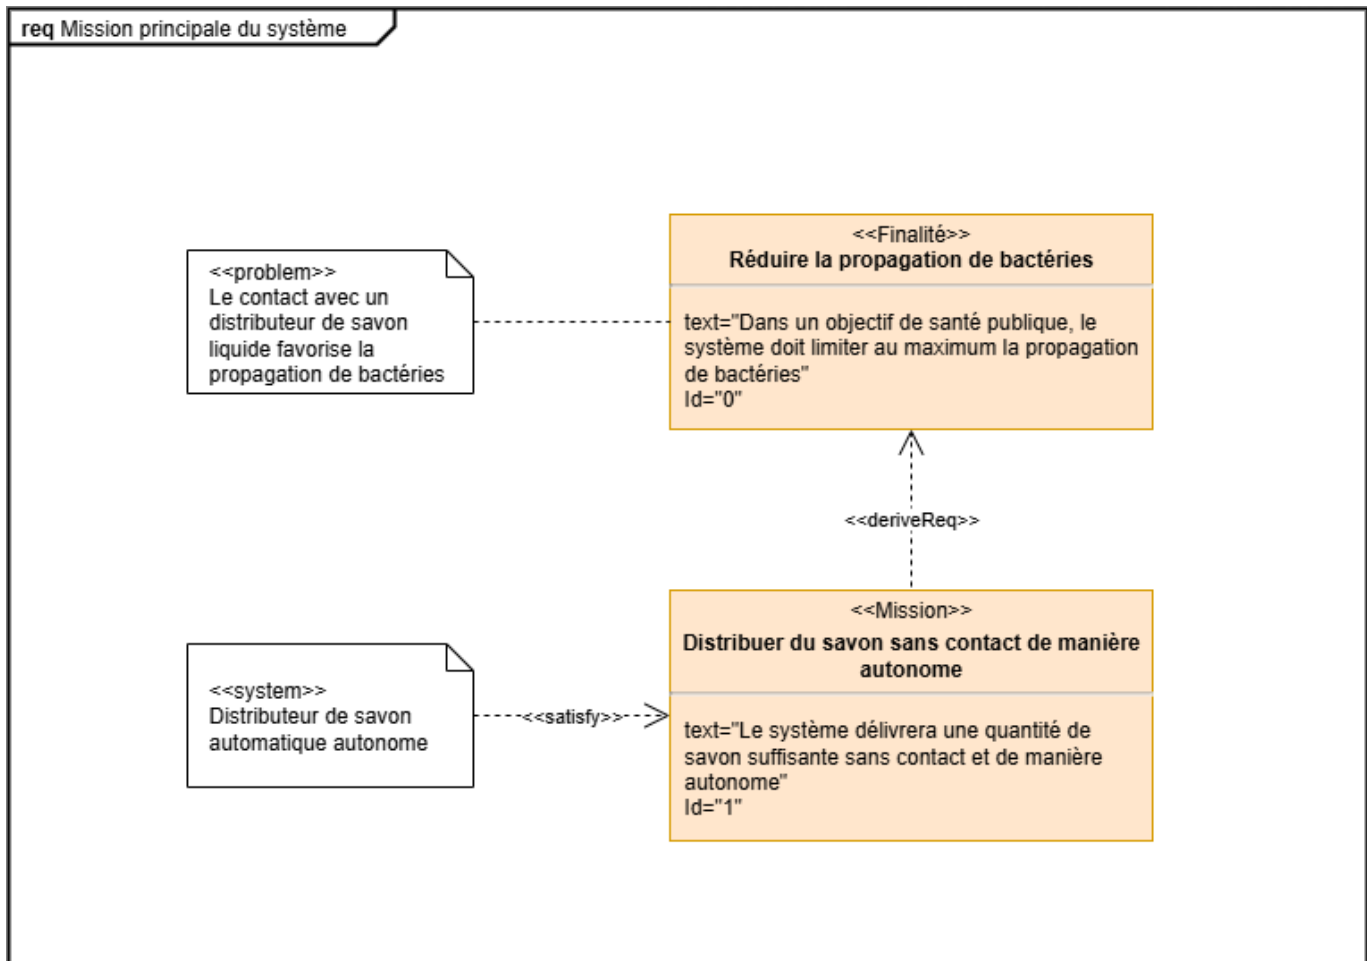 req Mission principale du système
<<Finalité>>
Réduire la propagation de bactéries
<<problem>>
Le contact avec un
distributeur de savon
liquide favorise la
propagation de bactéries
text="Dans un objectif de santé publique, le
système doit limiter au maximum la propagation
de bactéries"
Id="0"
<<deriveReq>>
<<Mission>>
Distribuer du savon sans contact de manière
autonome
<<system>>
Distributeur de savon
automatique autonome
<<satisfy>>
text="Le système délivrera une quantité de
savon suffisante sans contact et de manière
autonome"
Id="1"